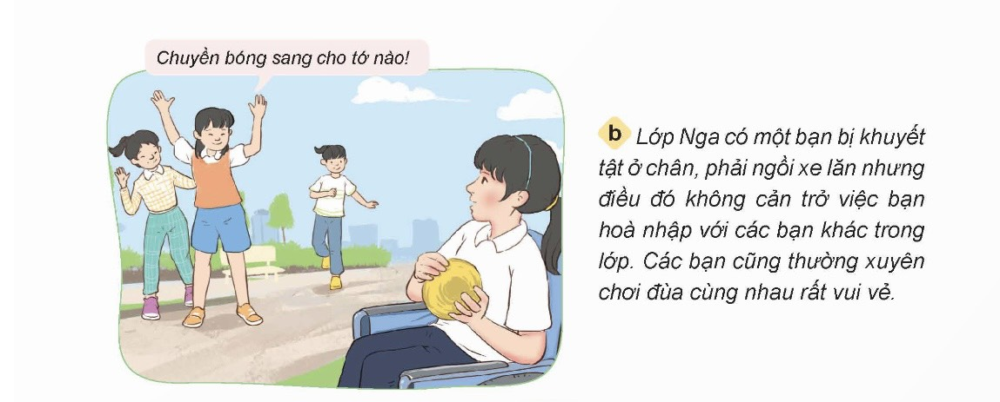 Chuyền bóng sang cho tớ nào!
b Lớp Nga có một bạn bị khuyết
tật ở chân, phải ngồi xe lăn nhưng
điều đó không cản trở việc bạn
hoà nhập với các bạn khác trong
lớp. Các bạn cũng thường xuyên
chơi đùa cùng nhau rất vui vẻ.